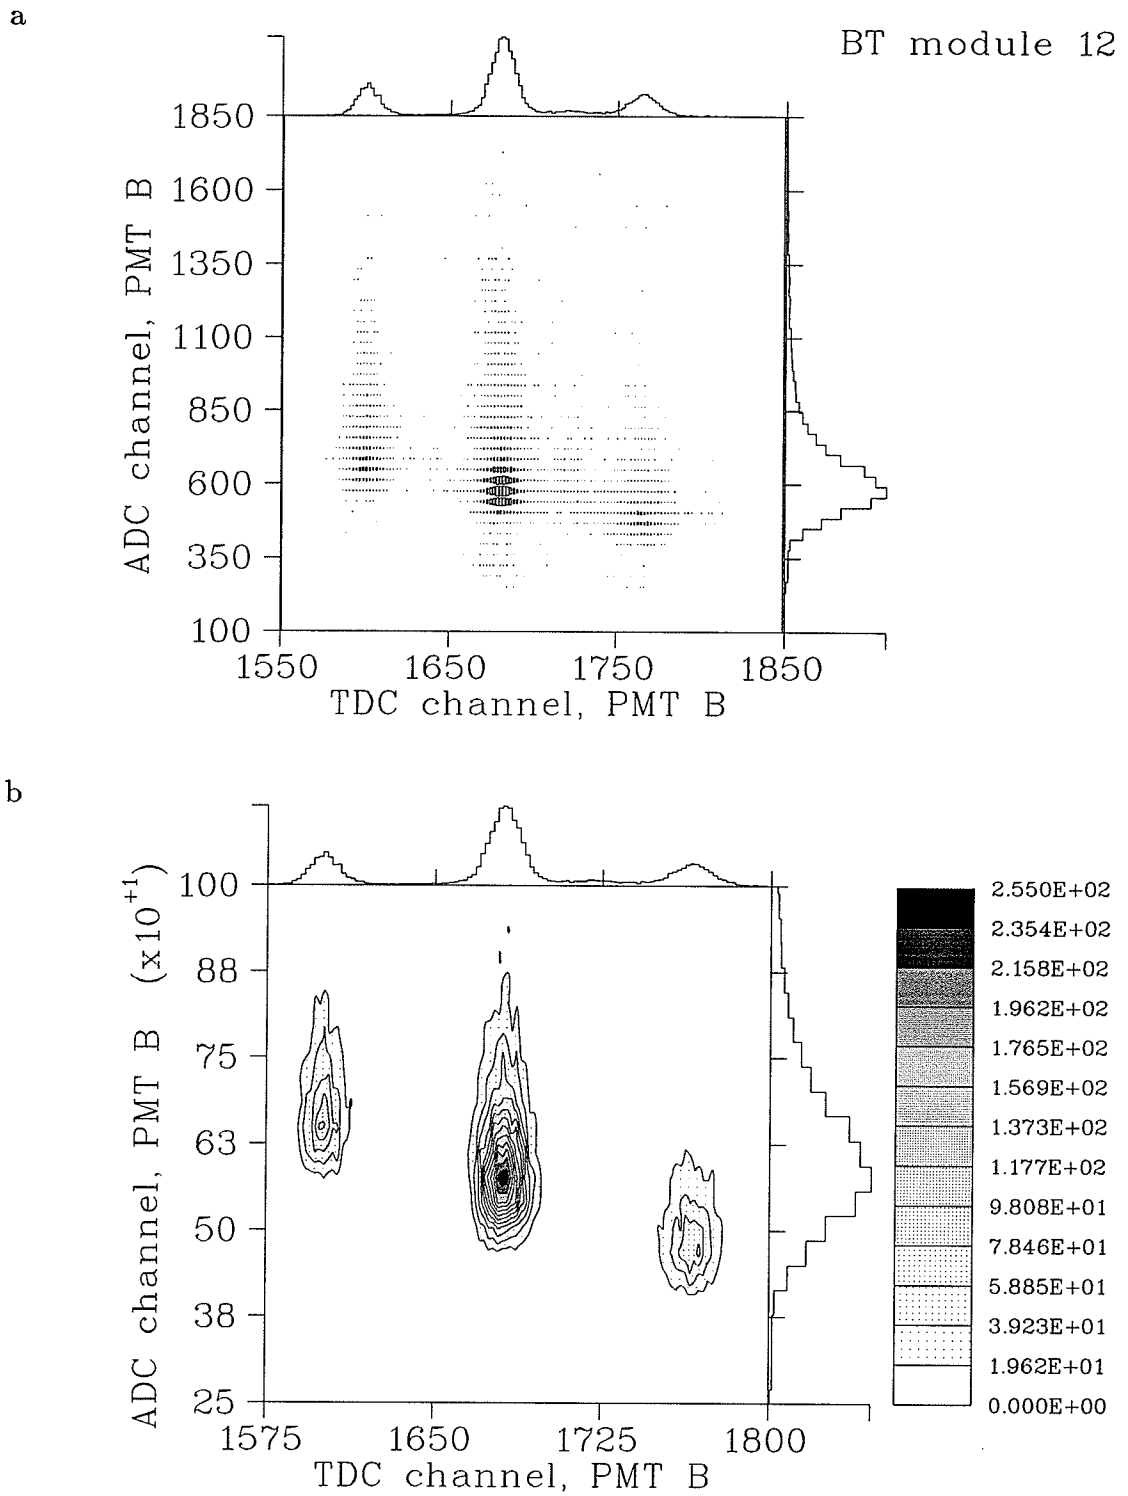 a
BT module 12
1850
1600
1350
1100
850
600
350
100
ADC channel, PMT B
1550 1650 1750 1850
TDC channel, PMT B
b
100
88
75
63
50
38
25
ADC channel, PMT B (x10+1)
1575 1650 1725 1800
TDC channel, PMT B
2.550E+02
2.354E+02
2.158E+02
1.962E+02
1.765E+02
1.569E+02
1.373E+02
1.177E+02
9.808E+01
7.846E+01
5.885E+01
3.923E+01
1.962E+01
0.000E+00